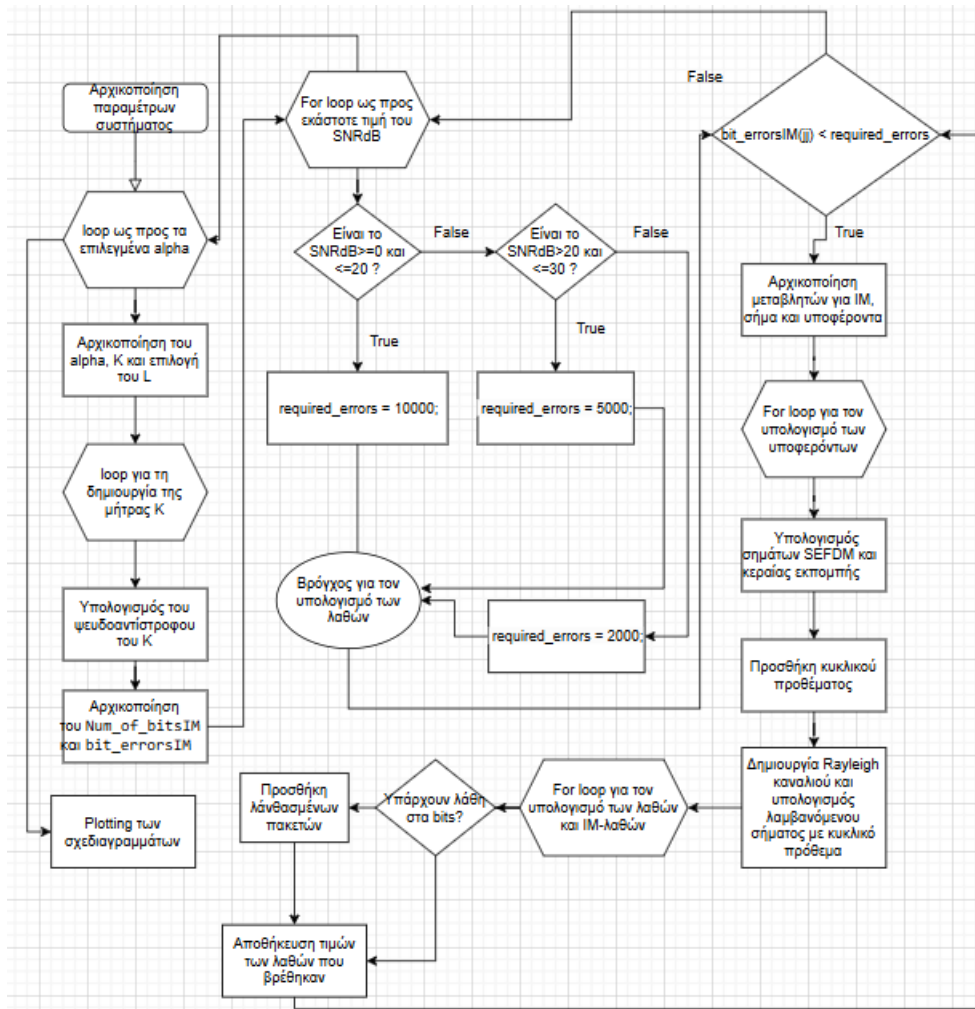 Αρχικοποίηση
παραμέτρων
συστήματος
loop ως προς τα
επιλεγμένα alpha
Αρχικοποίηση του
alpha, K και επιλογή
του L
loop για τη
δημιουργία της
μήτρας K
Υπολογισμός του
ψευδοαντίστροφου
του K
Αρχικοποίηση
του Num_of_bitsIM
και bit_errorsIM
Plotting των
σχεδιαγραμμάτων
For loop ως προς
εκάστοτε τιμή του
SNRdB
Είναι το
SNRdB>=0 και
<=20 ?
False
True
required_errors = 10000;
Είναι το
SNRdB>20 και
<=30 ?
False
True
required_errors = 5000;
required_errors = 2000;
Βρόγχος για τον
υπολογισμό των
λαθών
bit_errorsIM(jj) < required_errors
False
True
Αρχικοποίηση
μεταβλητών για IM,
σήμα και υποφέροντα
For loop για τον
υπολογισμό των
υποφερόντων
Υπολογισμός
σημάτων SEFDM και
κεραίας εκπομπής
Προσθήκη κυκλικού
προθέματος
Δημιουργία Rayleigh
καναλιού και
υπολογισμός
λαμβανόμενου
σήματος με κυκλικό
πρόθεμα
For loop για τον
υπολογισμό των λαθών
και IM-λαθών
Υπάρχουν λάθη
στα bits?
Προσθήκη
λάνθασμένων
πακετών
Αποθήκευση τιμών
των λαθών που
βρέθηκαν